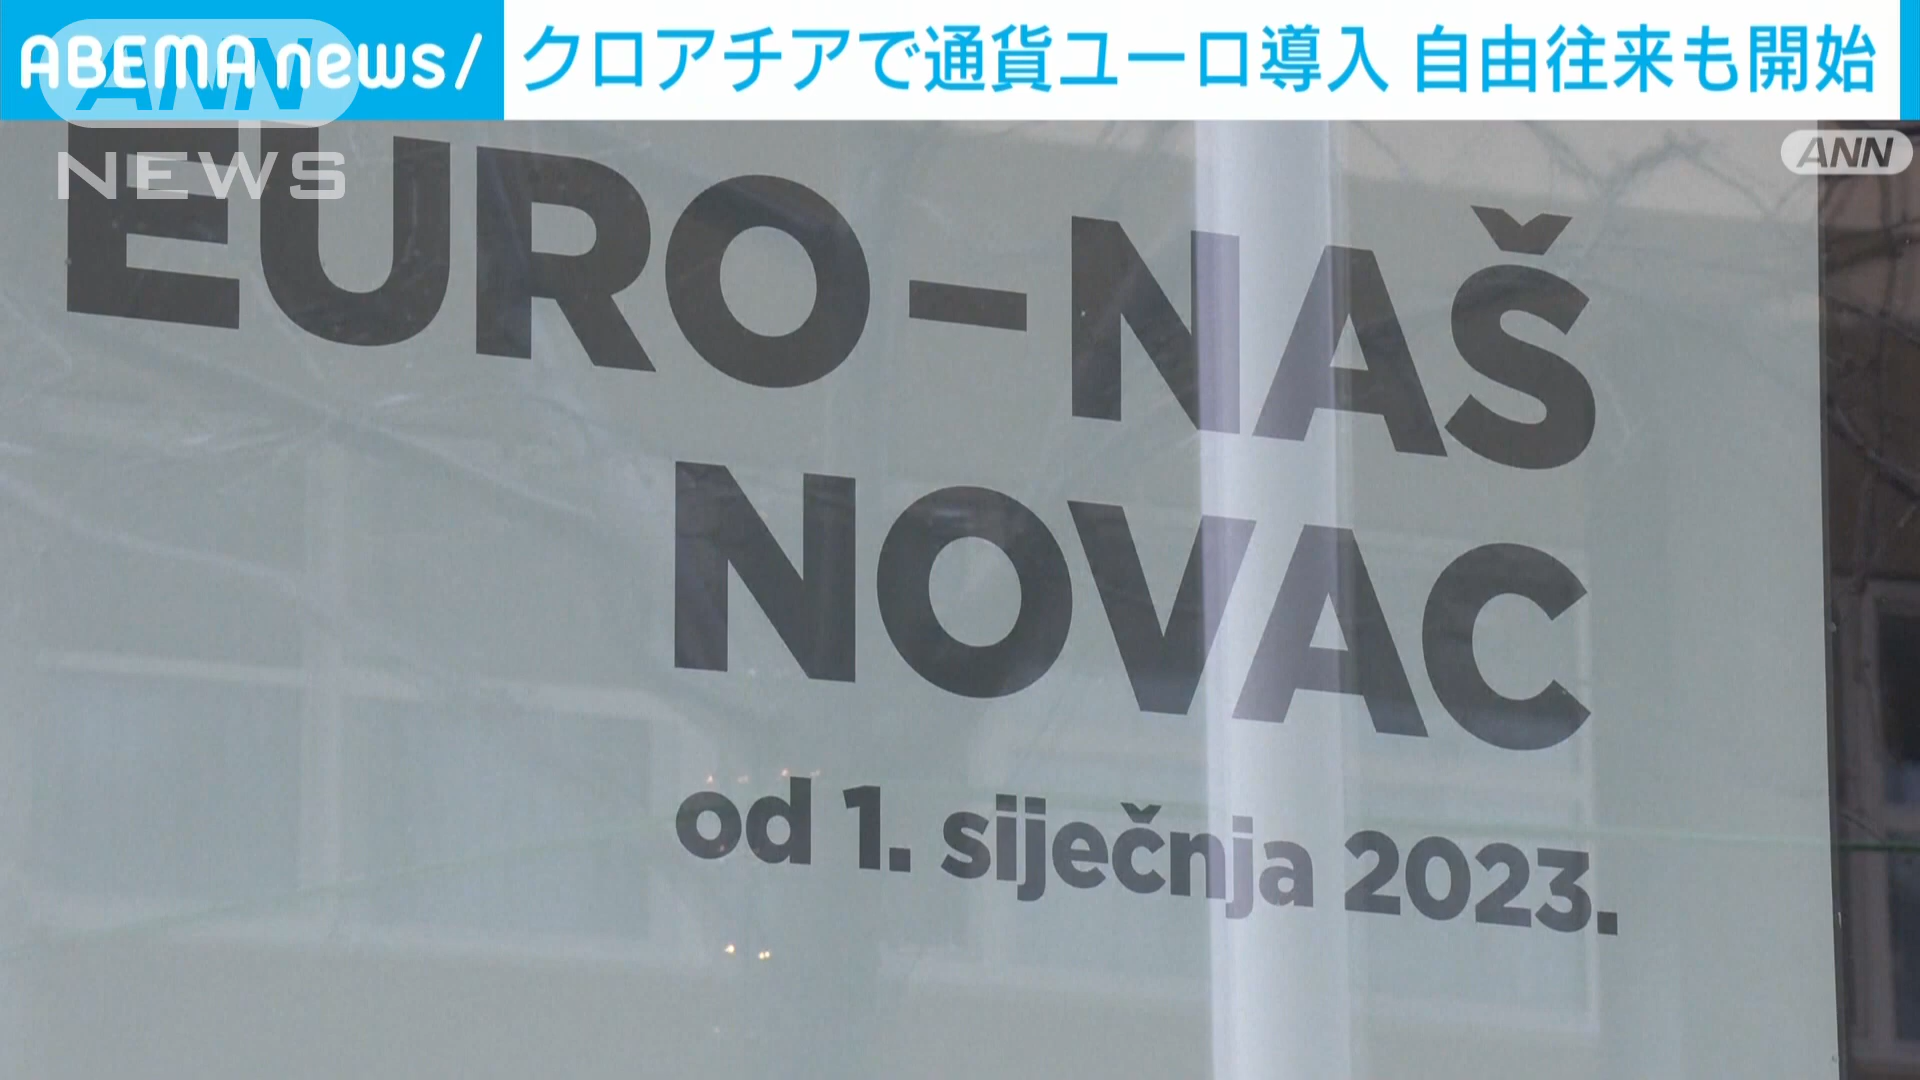 ABEMA news/
クロアチアで通貨ユーロ導入 自由往来も開始
ANN
NEWS
ANN
EURO – NAŠ
NOVAC
od 1. siječnja 2023.